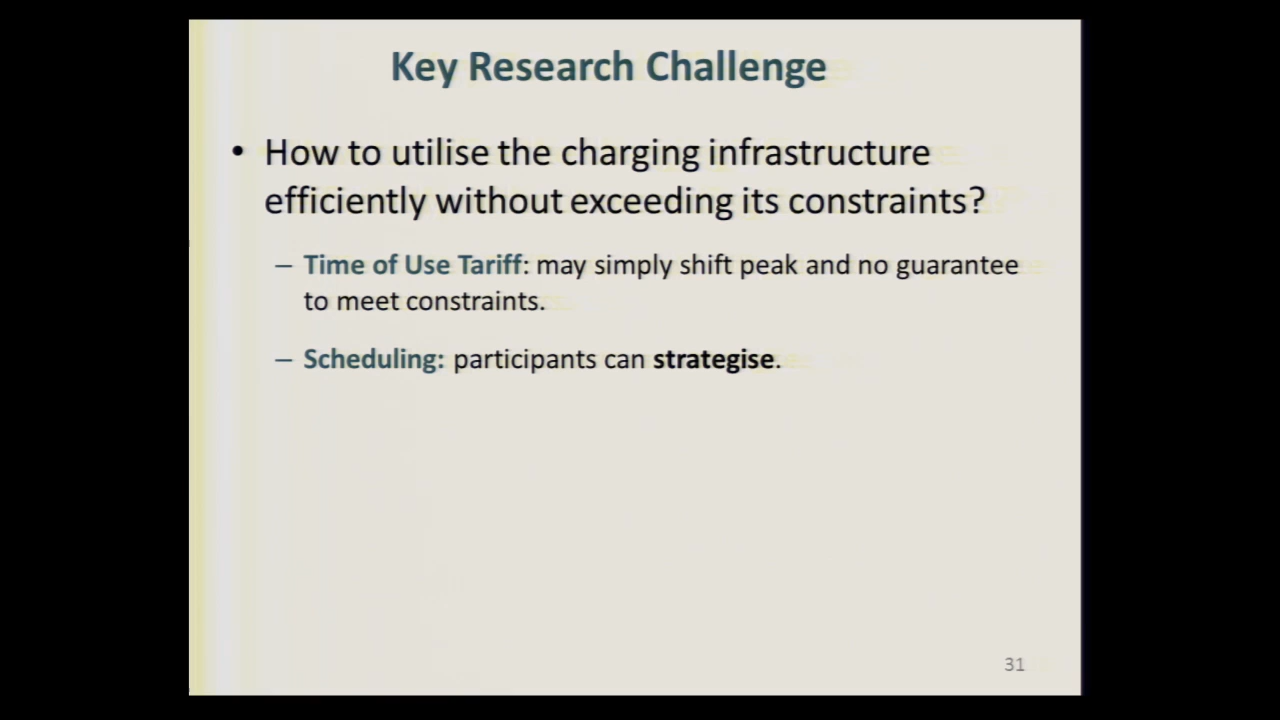 Key Research Challenge
• How to utilise the charging infrastructure
efficiently without exceeding its constraints?
– Time of Use Tariff: may simply shift peak and no guarantee
to meet constraints.
– Scheduling: participants can strategise.
31